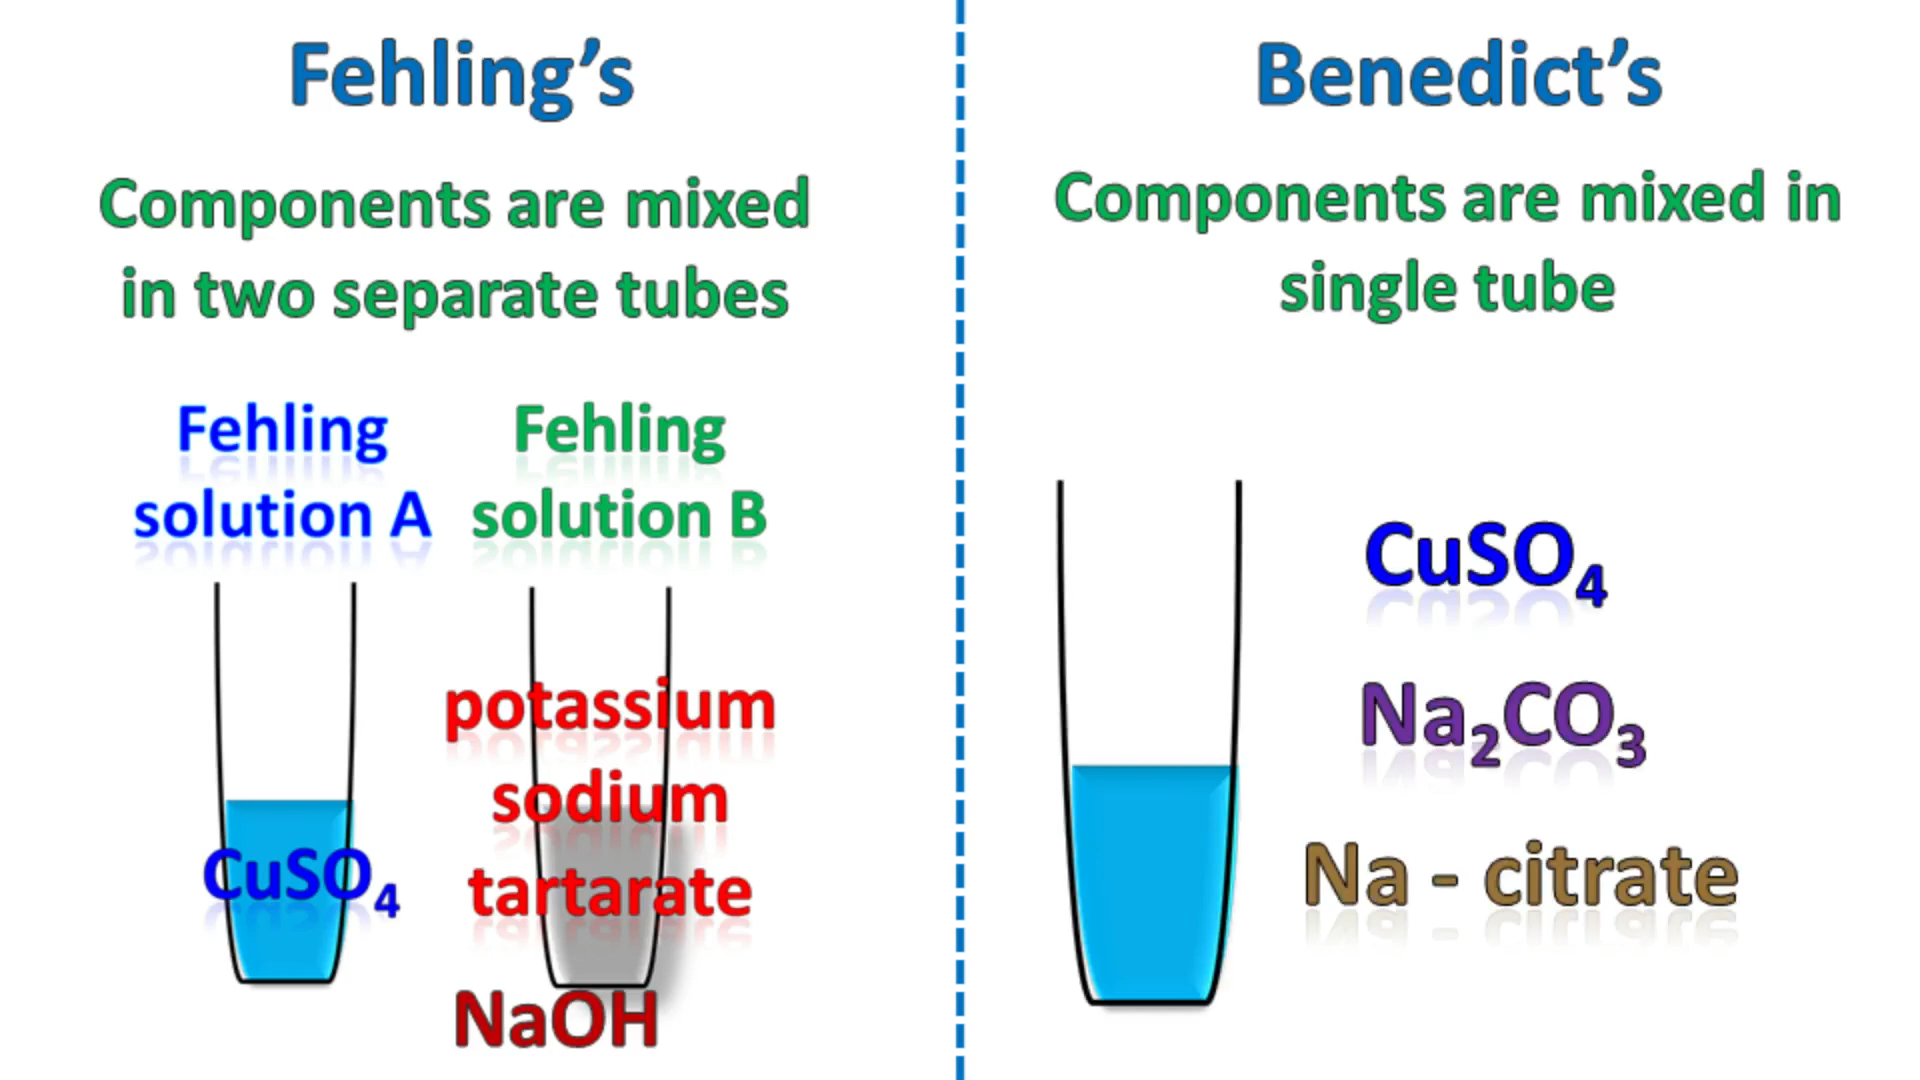 Fehling’s
Components are mixed
in two separate tubes
Fehling
solution A
Fehling
solution B
CuSO₄
potassium
sodium
tartarate
NaOH
Benedict’s
Components are mixed in
single tube
CuSO₄
Na₂CO₃
Na - citrate